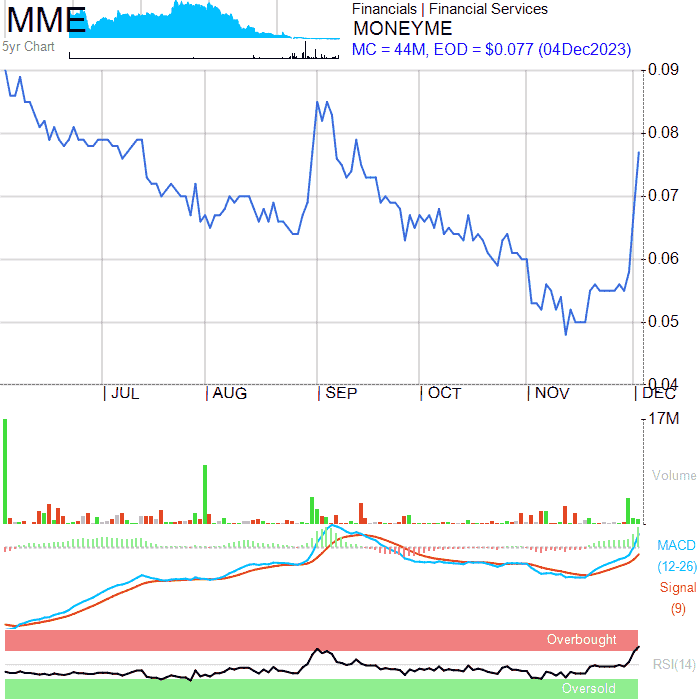 MME
5yr Chart
Financials | Financial Services
MONEYME
MC = 44M, EOD = $0.077 (04Dec2023)
0.09
0.08
0.07
0.06
0.05
0.04
JUL AUG SEP OCT NOV DEC
17M
Volume
MACD
(12-26)
Signal
(9)
Overbought
RSI(14)
Oversold